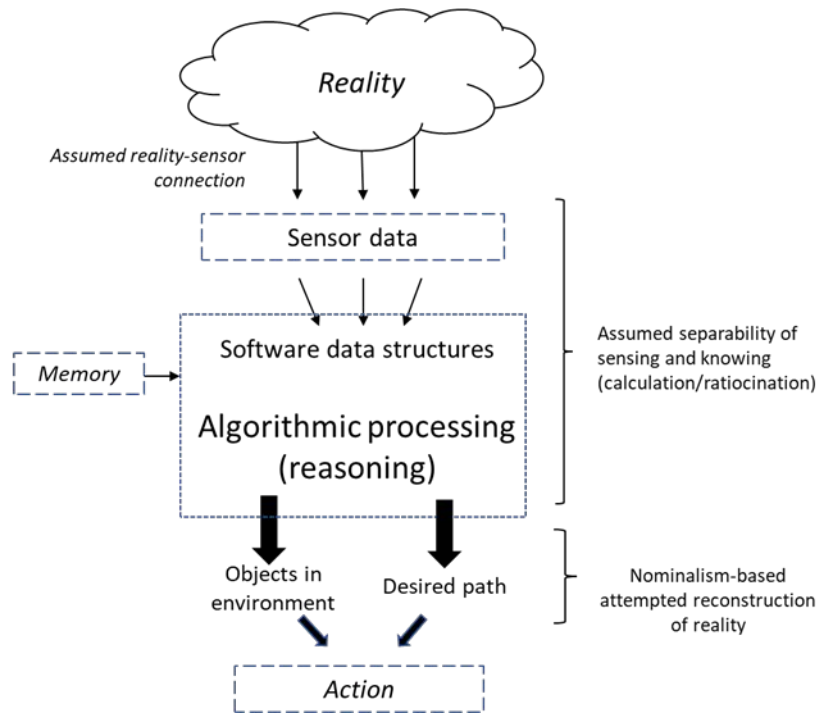 Reality
Assumed reality-sensor
connection
Sensor data
Software data structures
Memory
Algorithmic processing
(reasoning)
Assumed separability of
sensing and knowing
(calculation/ratiocination)
Objects in
environment
Desired path
Nominalism-based
attempted reconstruction
of reality
Action